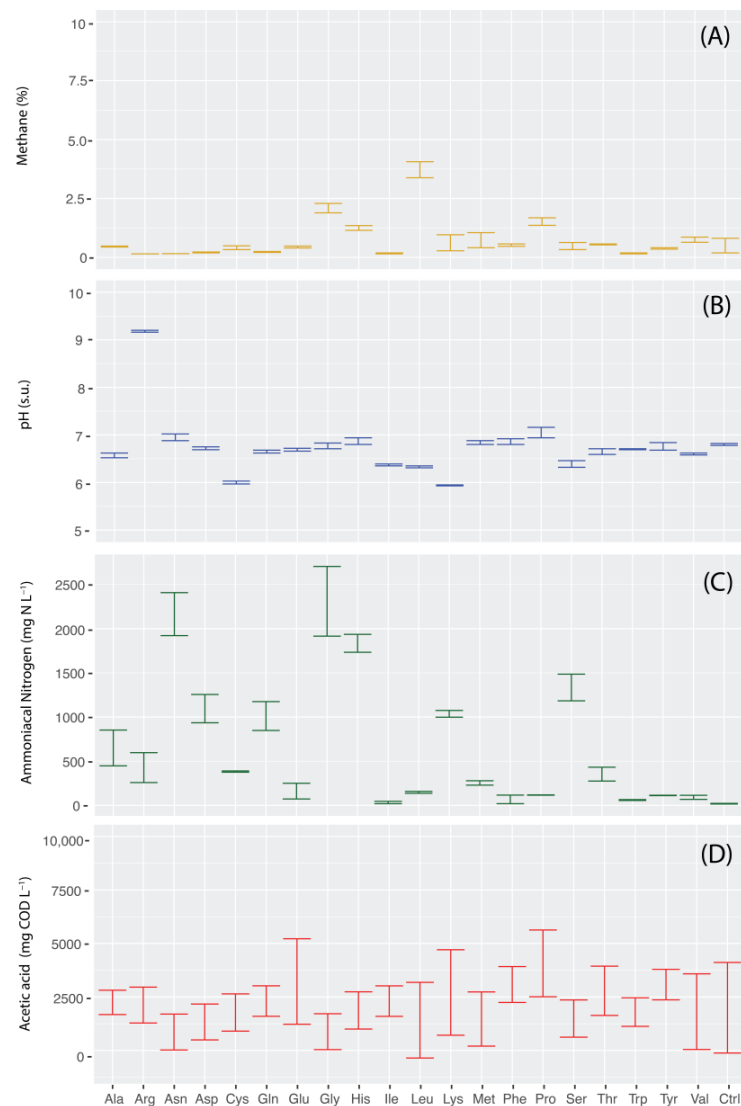 (A)
Methane (%)
10
7.5
5.0
2.5
0
(B)
pH (s.u.)
10
9
8
7
6
5
(C)
Ammoniacal Nitrogen (mg N L⁻¹)
2500
2000
1500
1000
500
0
(D)
Acetic acid (mg COD L⁻¹)
10,000
7500
5000
2500
0
Ala Arg Asn Asp Cys Gln Glu Gly His Ile Leu Lys Met Phe Pro Ser Thr Trp Tyr Val Ctrl